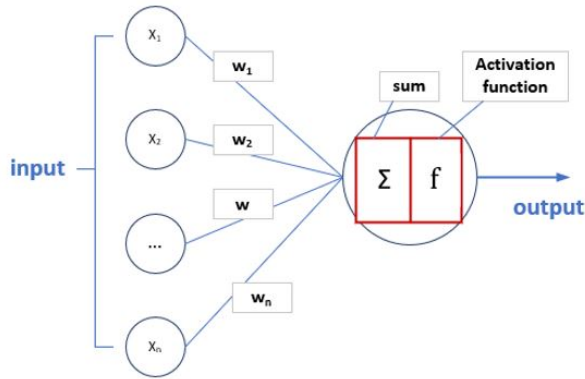 X₁
w₁
Activation
function
sum
X₂
w₂
Σ
f
input
output
w
...
wₙ
Xₙ